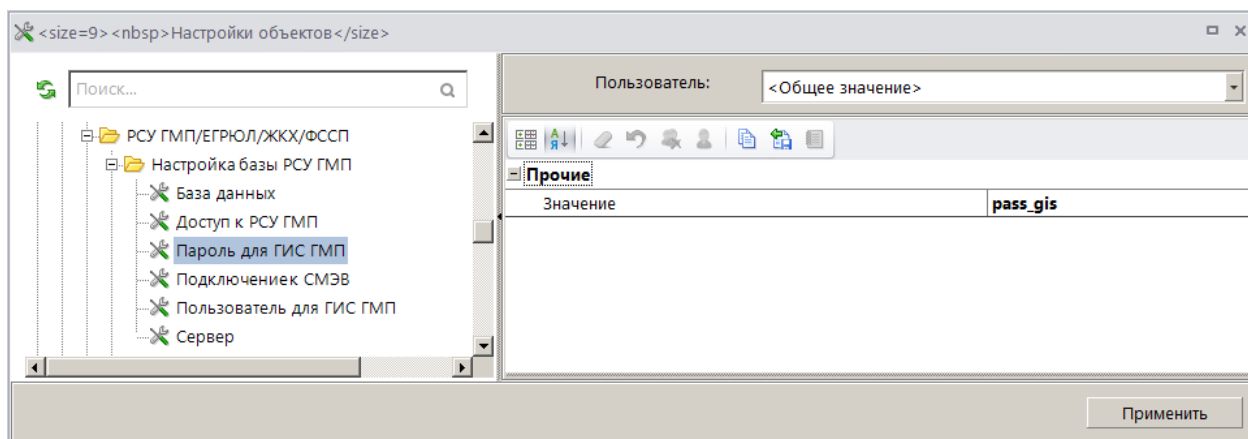 <size=9><nbsp>Настройки объектов</size>
Поиск...
РСУ ГМП/ЕГРЮЛ/ЖКХ/ФССП
Настройка базы РСУ ГМП
База данных
Доступ к РСУ ГМП
Пароль для ГИС ГМП
Подключениек СМЭВ
Пользователь для ГИС ГМП
Сервер
Пользователь: <Общее значение>
Прочие
Значение pass_gis
Применить